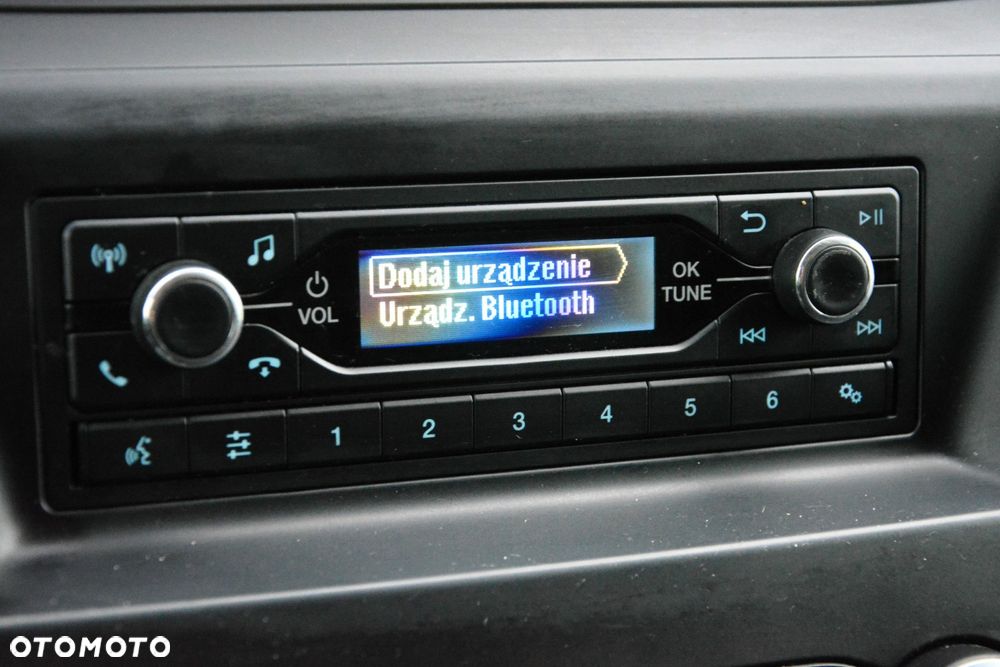 Dodaj urządzenie
Urządz. Bluetooth
VOL
OK
TUNE
1 2 3 4 5 6
OTOMOTO